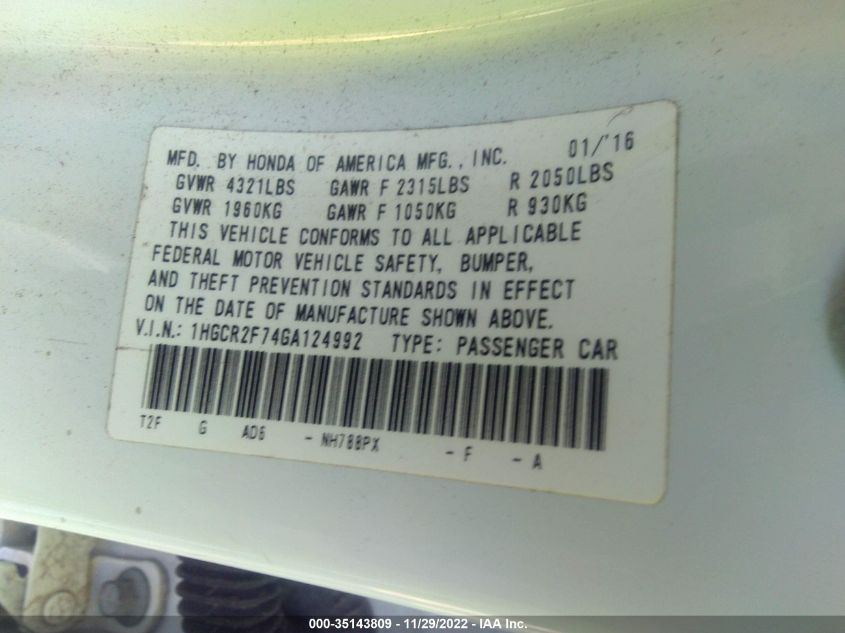 MFD. BY HONDA OF AMERICA MFG., INC. 01/'16
GVWR 4321LBS GAWR F 2315LBS R 2050LBS
GVWR 1960KG GAWR F 1050KG R 930KG
THIS VEHICLE CONFORMS TO ALL APPLICABLE
FEDERAL MOTOR VEHICLE SAFETY, BUMPER,
AND THEFT PREVENTION STANDARDS IN EFFECT
ON THE DATE OF MANUFACTURE SHOWN ABOVE.
V.I.N.: 1HGCR2F74GA124992 TYPE: PASSENGER CAR
T2F G AD6 - NH788PX - F - A
000-35143809 - 11/29/2022 - IAA Inc.